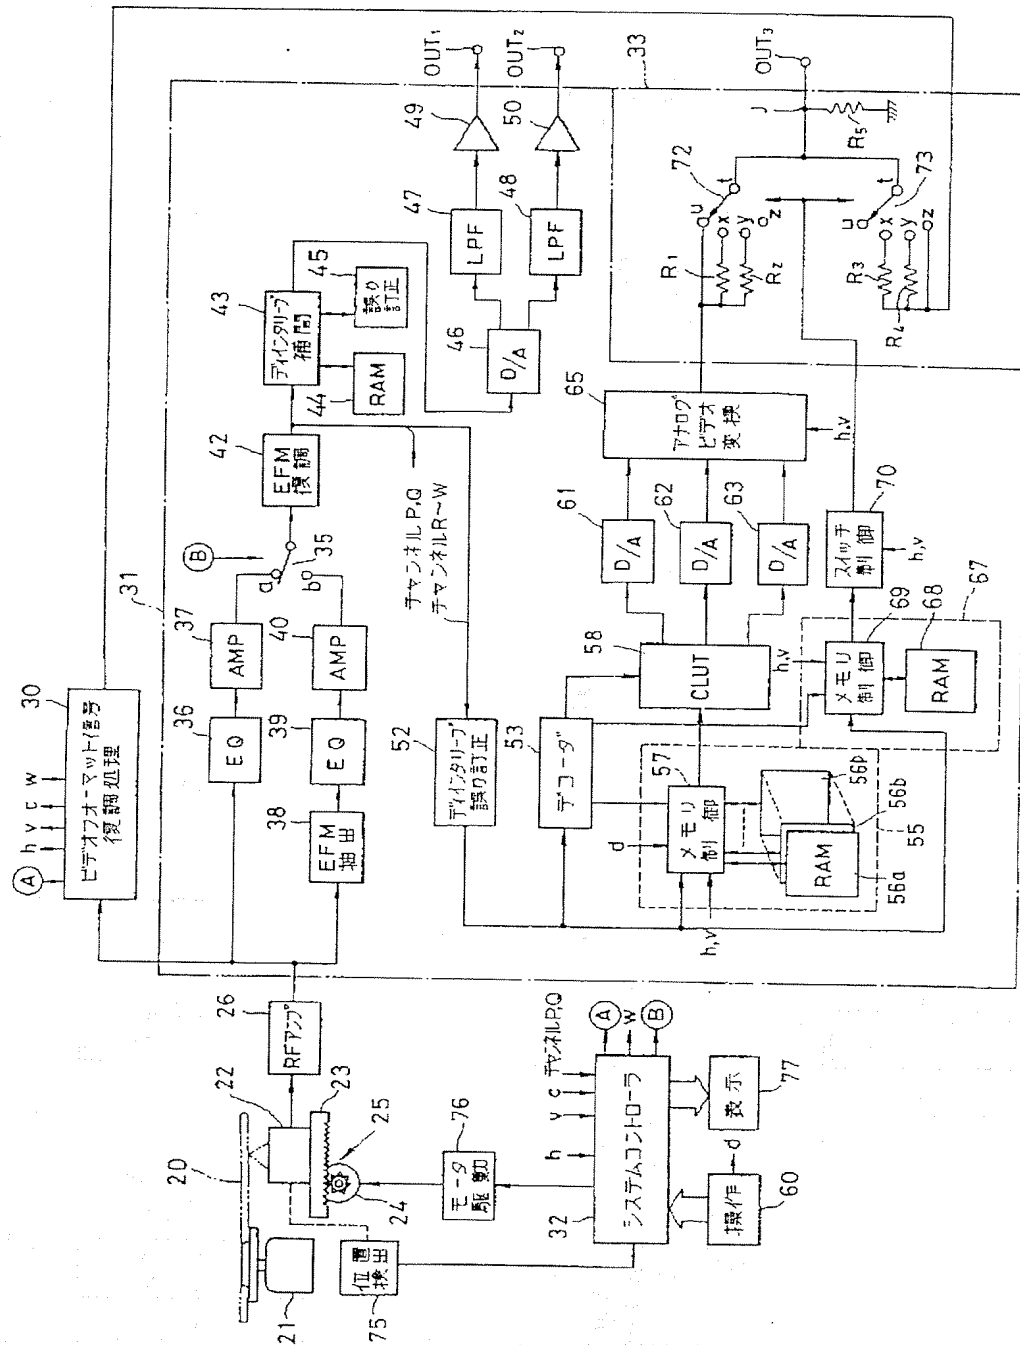 20
21
22
23
24
25
26
RFアンプ
75
位置
検出
76
モータ
駆動
32
システムコントローラ
h
v
c
チャンネルP,Q
A
w
B
60
操作
d
77
表示
30
ビデオフォーマット信号
復調処理
A
h
v
c
w
31
36
EQ
37
AMP
38
EFM
抽出
39
EQ
40
AMP
B
a
b
35
42
EFM
復調
43
ディインタリーブ
補間
44
RAM
45
誤り
訂正
46
D/A
47
LPF
48
LPF
49
50
OUT1
OUT2
チャンネルP,Q
チャンネルR~W
52
ディインタリーブ
誤り訂正
53
デコーダ
55
56a
56b
56p
RAM
57
メモリ
制御
d
h,v
58
CLUT
61
D/A
62
D/A
63
D/A
65
アナログ
ビデオ
変換
h,v
67
68
RAM
69
メモリ
制御
h,v
70
スイッチ
制御
h,v
33
72
u
x
y
z
t
R1
R2
73
u
x
y
z
t
R3
R4
J
R5
OUT3